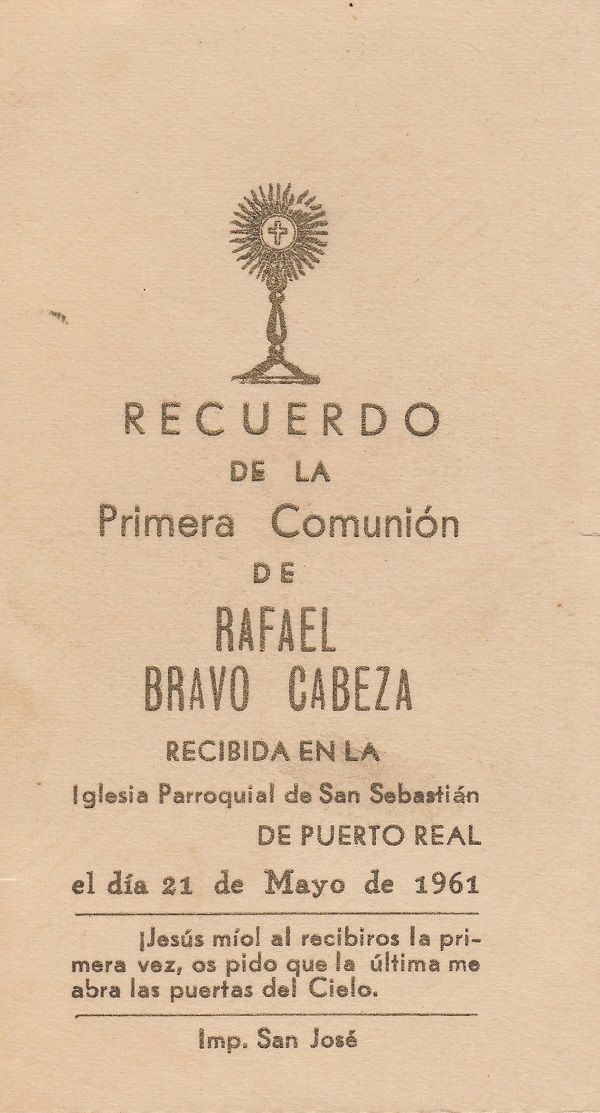 RECUERDO
DE LA
Primera Comunión
DE
RAFAEL
BRAVO CABEZA
RECIBIDA EN LA
Iglesia Parroquial de San Sebastián
DE PUERTO REAL
el día 21 de Mayo de 1961
¡Jesús mío! al recibiros la pri-
mera vez, os pido que la última me
abra las puertas del Cielo.
Imp. San José